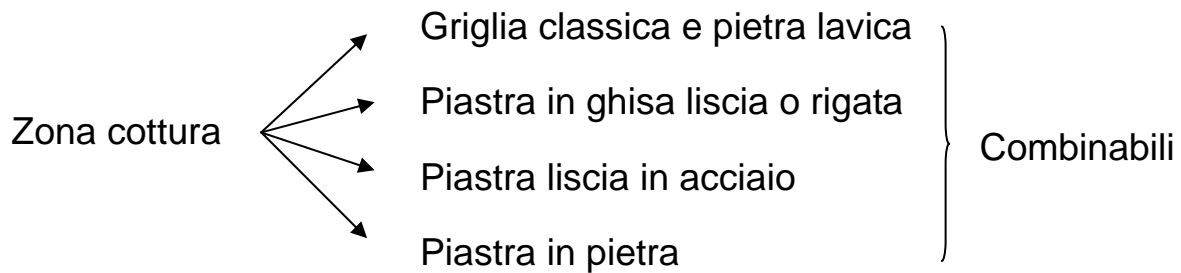 Zona cottura
Griglia classica e pietra lavica
Piastra in ghisa liscia o rigata
Piastra liscia in acciaio
Piastra in pietra
Combinabili